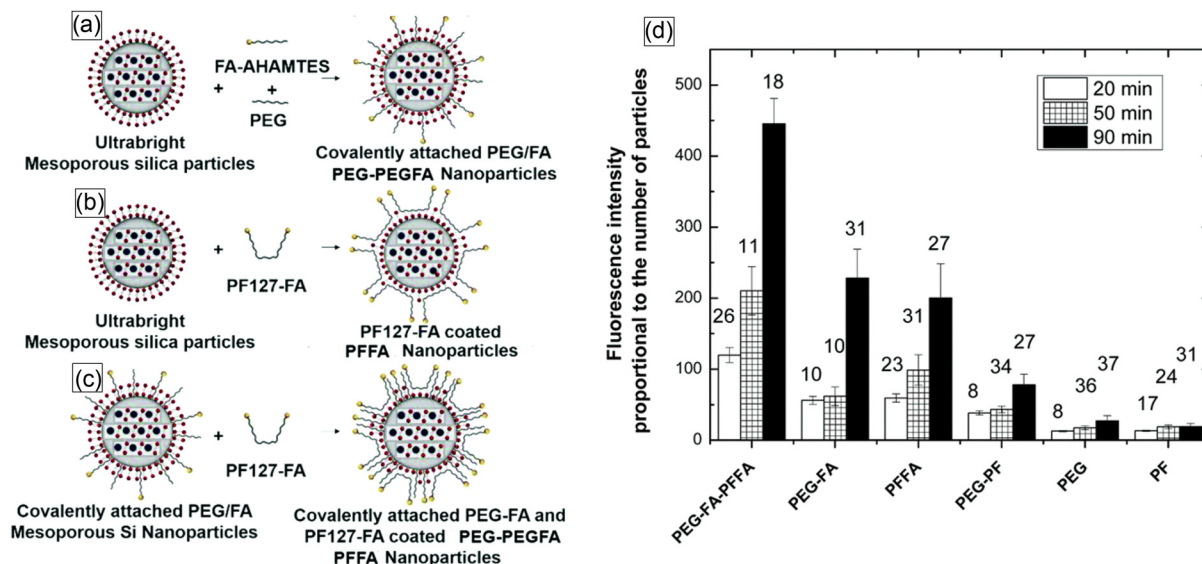 (a)
FA-AHAMTES
+
+
PEG
Ultrabright
Mesoporous silica particles
Covalently attached PEG/FA
PEG-PEGFA Nanoparticles
(b)
+
PF127-FA
Ultrabright
Mesoporous silica particles
PF127-FA coated
PFFA Nanoparticles
(c)
+
PF127-FA
Covalently attached PEG/FA
Mesoporous Si Nanoparticles
Covalently attached PEG-FA and
PF127-FA coated PEG-PEGFA
PFFA Nanoparticles
(d)
Fluorescence intensity
proportional to the number of particles
500
400
300
200
100
0
20 min
50 min
90 min
26
11
18
10
10
31
23
31
27
8
34
27
8
36
37
17
24
31
PEG-FA-PFFA
PEG-FA
PFFA
PEG-PF
PEG
PF